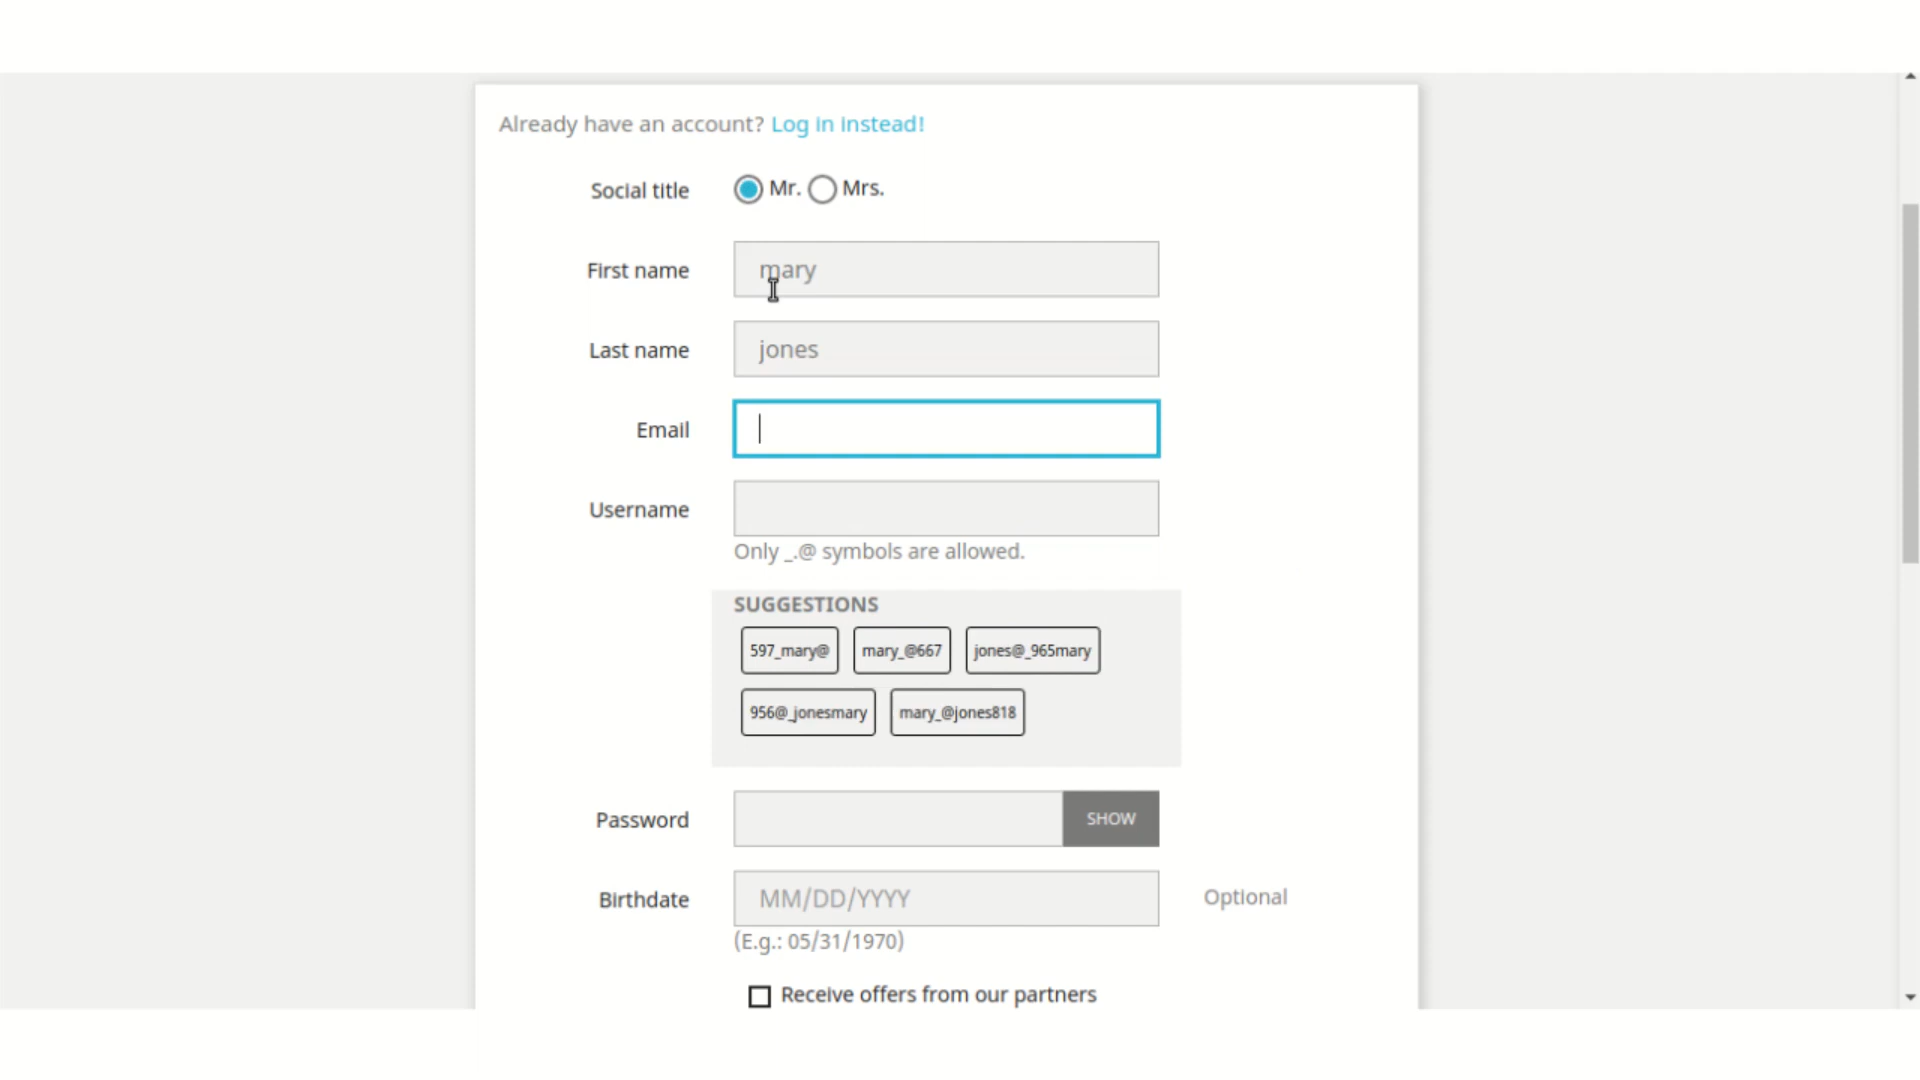 Already have an account? Log in instead!
Social title Mr. Mrs.
First name mary
Last name jones
Email
Username
Only _.@ symbols are allowed.
SUGGESTIONS
597_mary@ mary_@667 jones@_965mary
956@_jonesmary mary_@jones818
Password SHOW
Birthdate MM/DD/YYYY Optional
(E.g.: 05/31/1970)
Receive offers from our partners